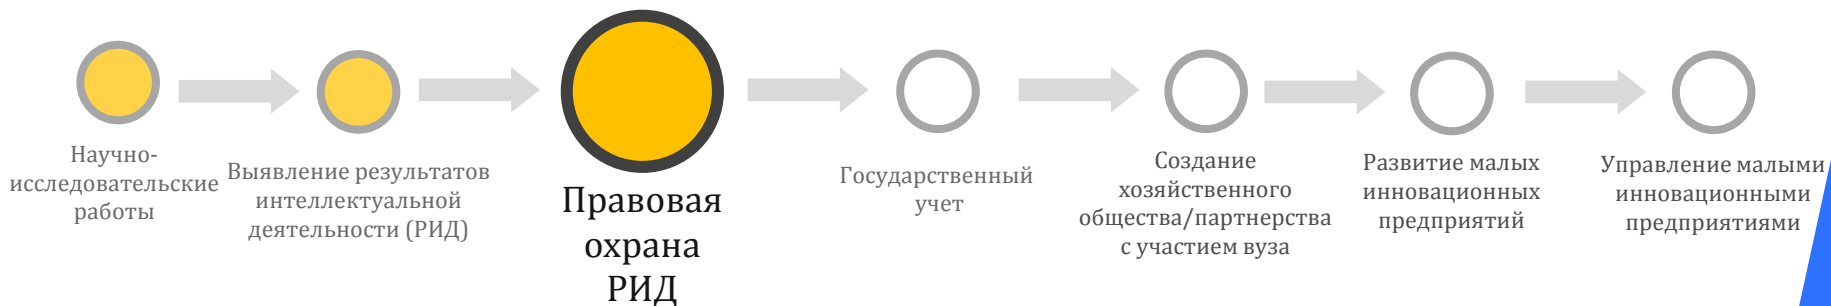 Научно-
исследовательские
работы
Выявление результатов
интеллектуальной
деятельности (РИД)
Правовая
охрана
РИД
Государственный
учет
Создание
хозяйственного
общества/партнерства
с участием вуза
Развитие малых
инновационных
предприятий
Управление малыми
инновационными
предприятиями